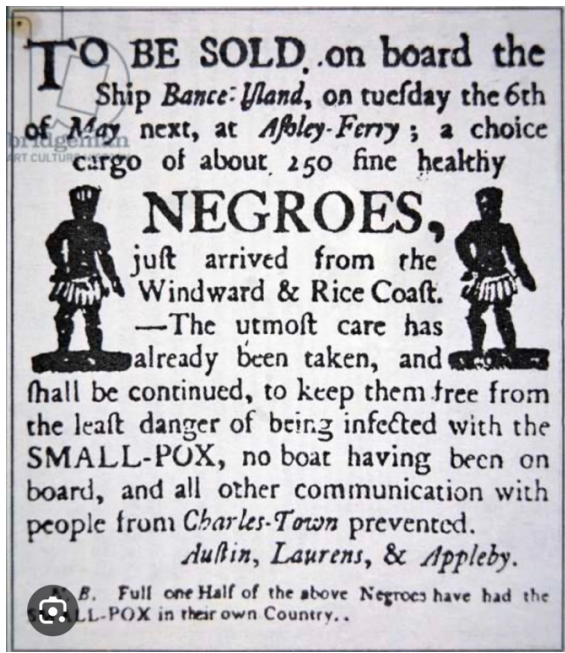 TO BE SOLD, on board the
Ship Bance-Yſland, on tueſday the 6th
of May next, at Aſhley-Ferry; a choice
cargo of about 250 fine healthy
NEGROES,
juſt arrived from the
Windward & Rice Coaſt.
—The utmoſt care has
already been taken, and
ſhall be continued, to keep them free from
the leaſt danger of being infected with the
SMALL-POX, no boat having been on
board, and all other communication with
people from Charles-Town prevented.
Auſtin, Laurens, & Appleby.
B. Full one Half of the above Negroes have had the
SMALL-POX in their own Country..
bridgeman